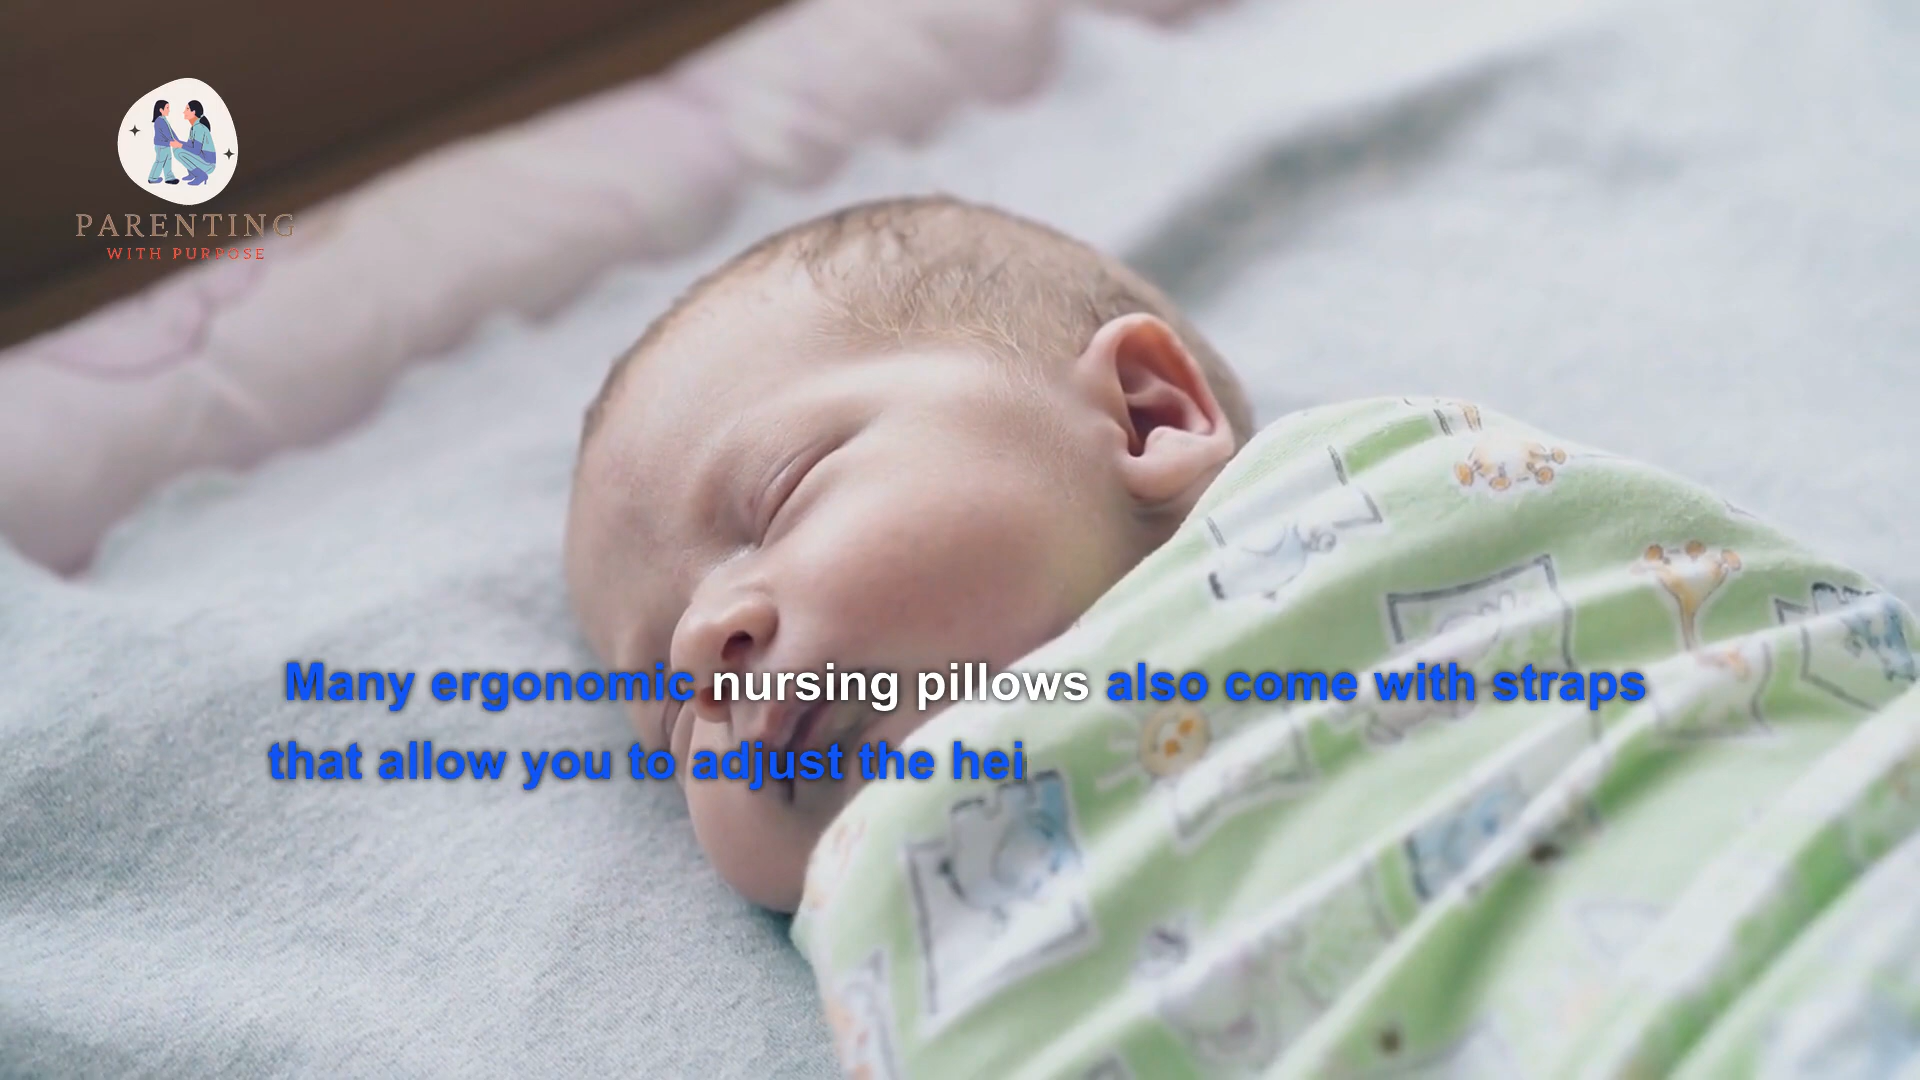 PARENTING
WITH PURPOSE
Many ergonomic nursing pillows also come with straps
that allow you to adjust the hei